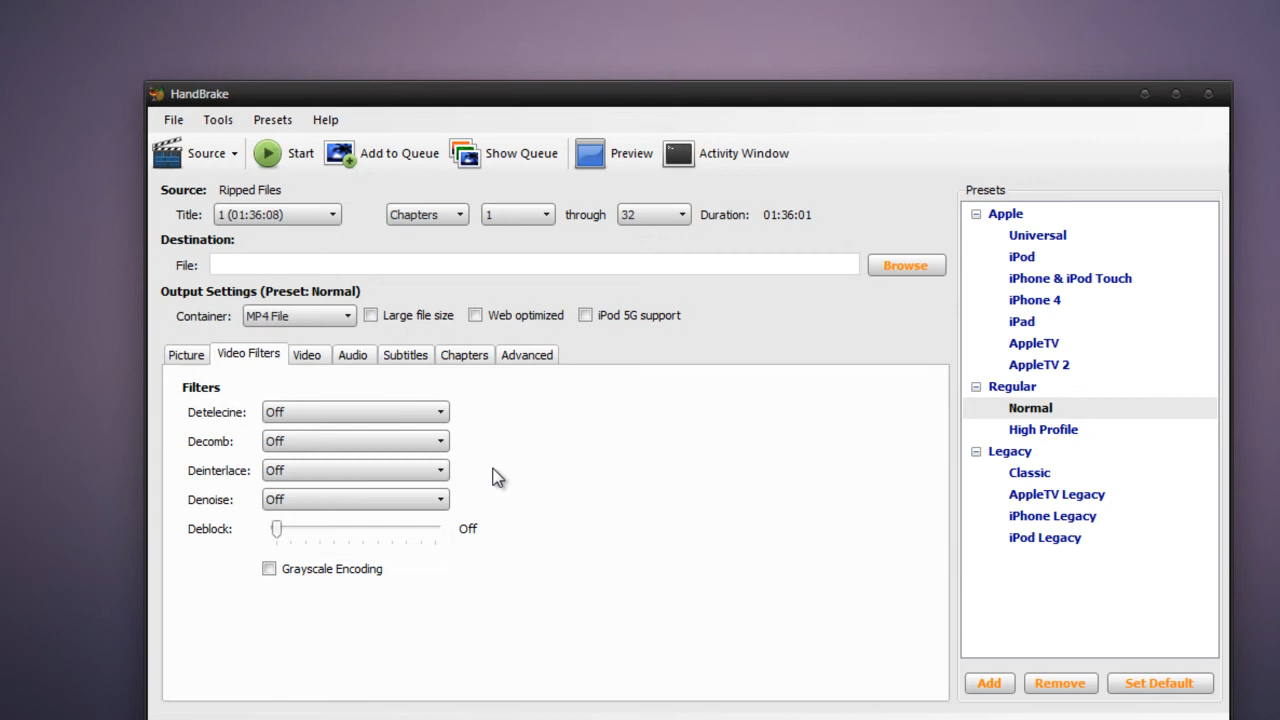 HandBrake
File Tools Presets Help
Source Start Add to Queue Show Queue Preview Activity Window
Source: Ripped Files
Title: 1 (01:36:08) Chapters 1 through 32 Duration: 01:36:01
Destination:
File: Browse
Output Settings (Preset: Normal)
Container: MP4 File Large file size Web optimized iPod 5G support
Picture Video Filters Video Audio Subtitles Chapters Advanced
Filters
Detelecine: Off
Decomb: Off
Deinterlace: Off
Denoise: Off
Deblock: Off
Grayscale Encoding
Presets
Apple
Universal
iPod
iPhone & iPod Touch
iPhone 4
iPad
AppleTV
AppleTV 2
Regular
Normal
High Profile
Legacy
Classic
AppleTV Legacy
iPhone Legacy
iPod Legacy
Add Remove Set Default